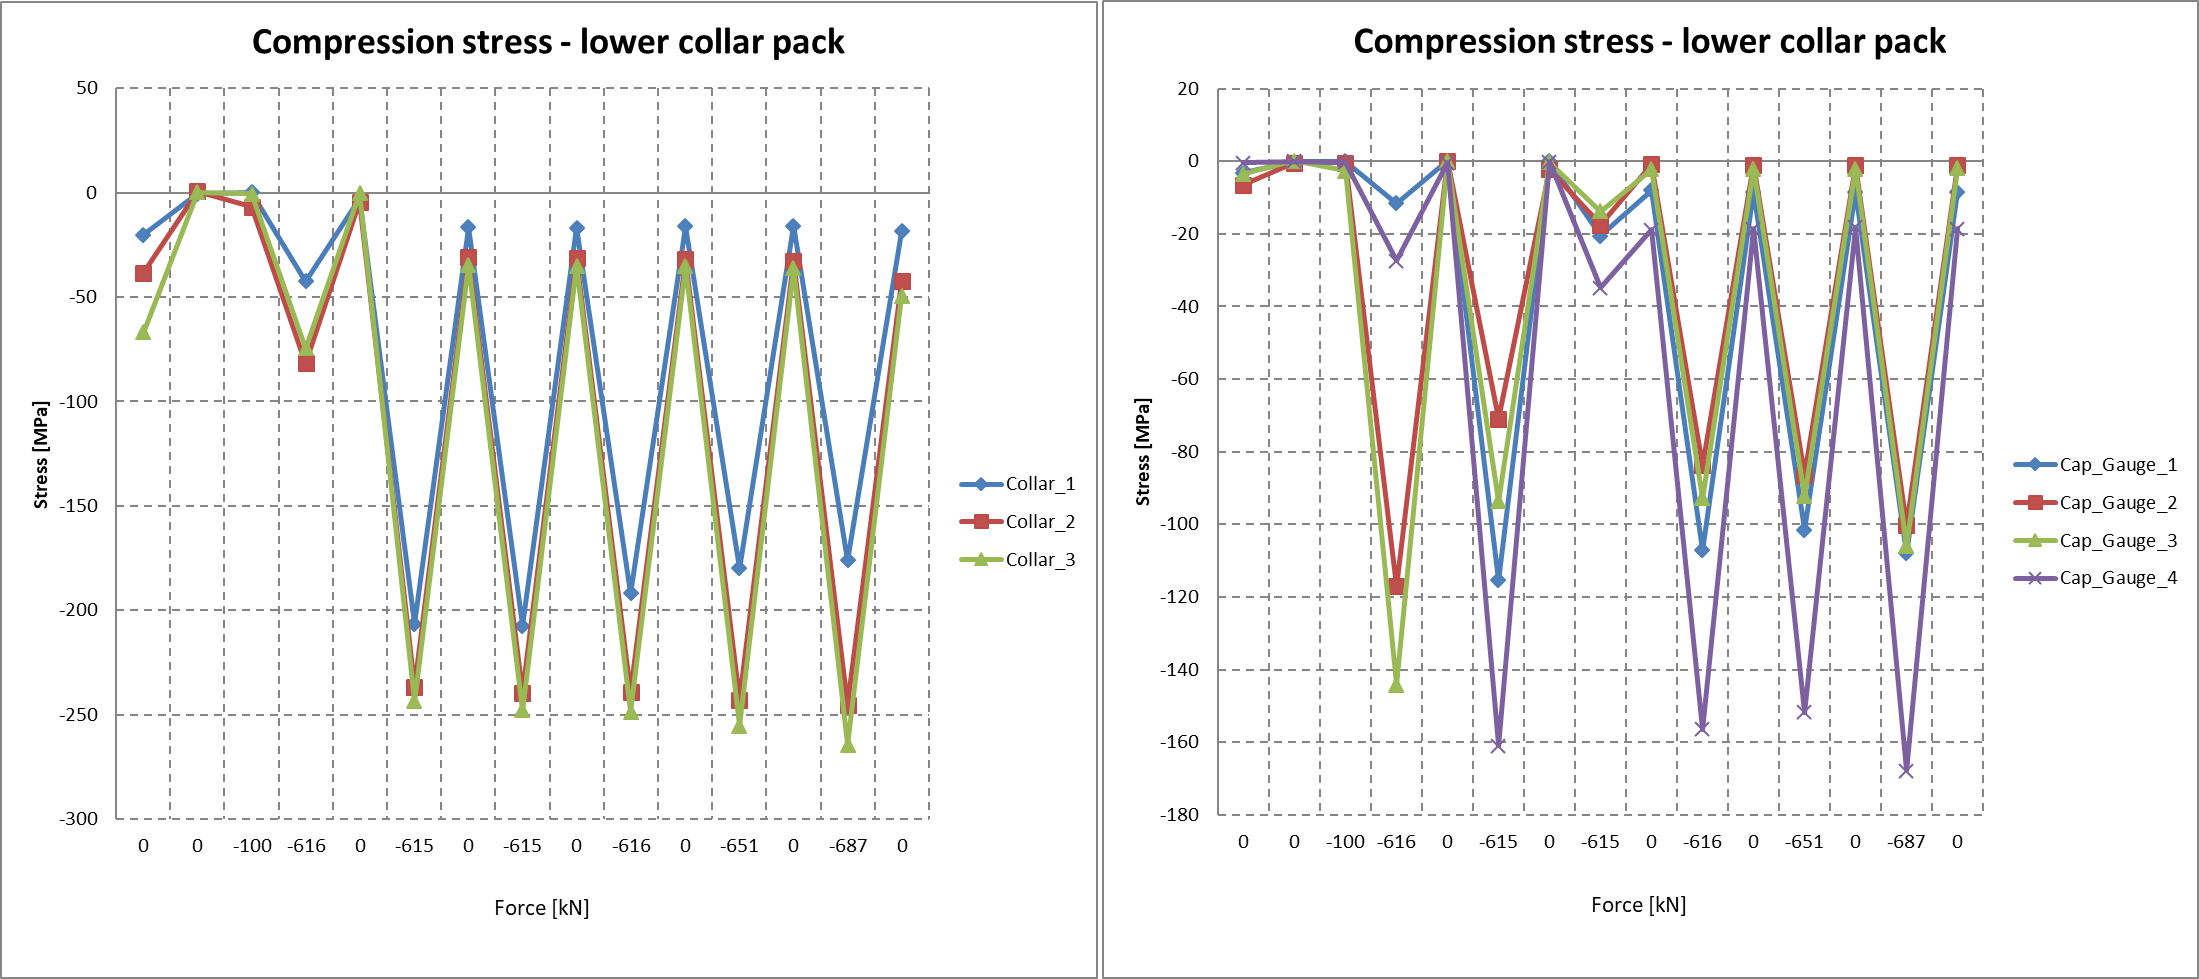 Compression stress - lower collar pack
50
0
-50
-100
-150
-200
-250
-300
Stress [MPa]
0 0 -100 -616 0 -615 0 -615 0 -616 0 -651 0 -687 0
Force [kN]
Collar_1
Collar_2
Collar_3
Compression stress - lower collar pack
20
0
-20
-40
-60
-80
-100
-120
-140
-160
-180
Stress [MPa]
0 0 -100 -616 0 -615 0 -615 0 -616 0 -651 0 -687 0
Force [kN]
Cap_Gauge_1
Cap_Gauge_2
Cap_Gauge_3
Cap_Gauge_4